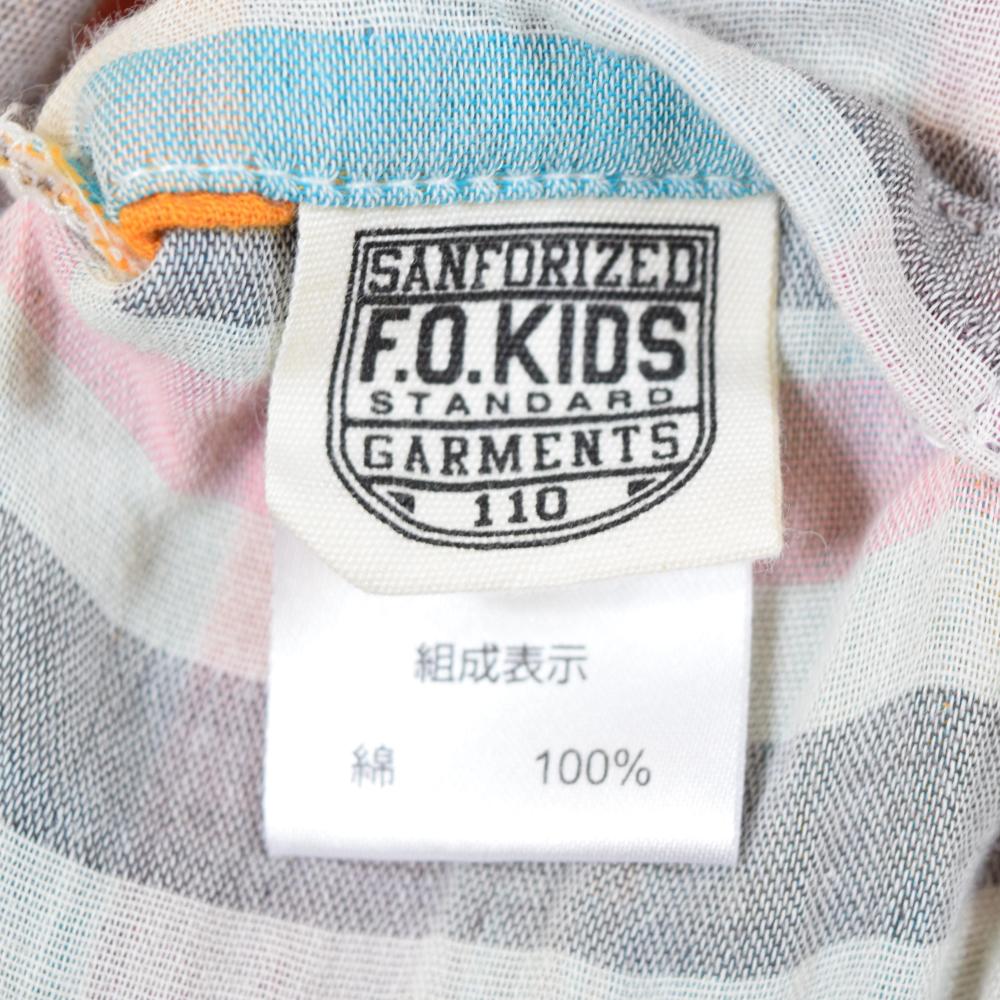 SANFORIZED
F.O.KIDS
STANDARD
GARMENTS
110
組成表示
綿 100%